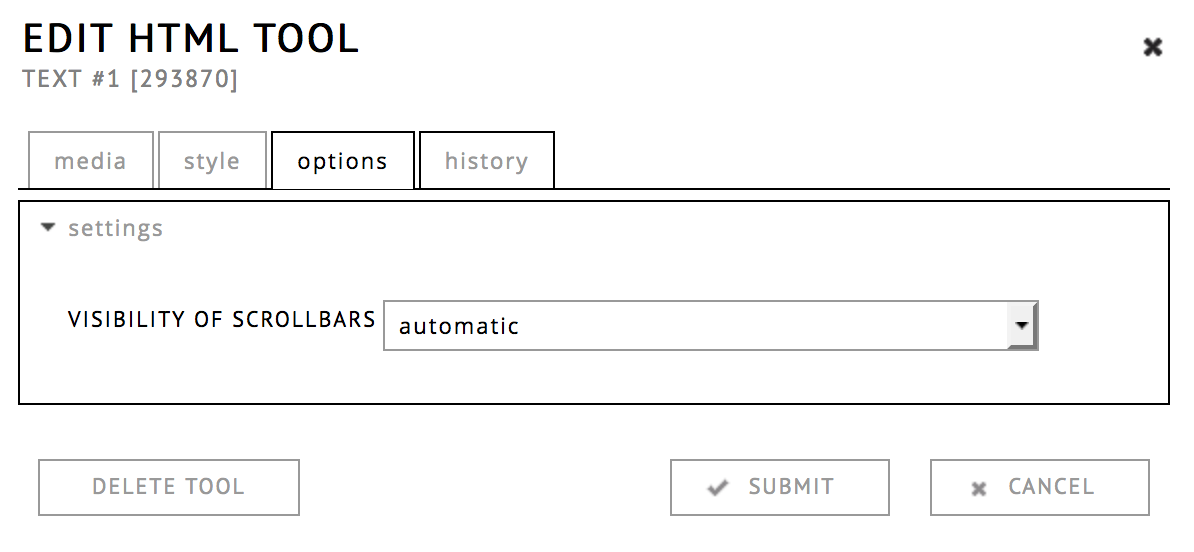 EDIT HTML TOOL
TEXT #1 [293870]
media style options history
settings
VISIBILITY OF SCROLLBARS automatic
DELETE TOOL SUBMIT CANCEL